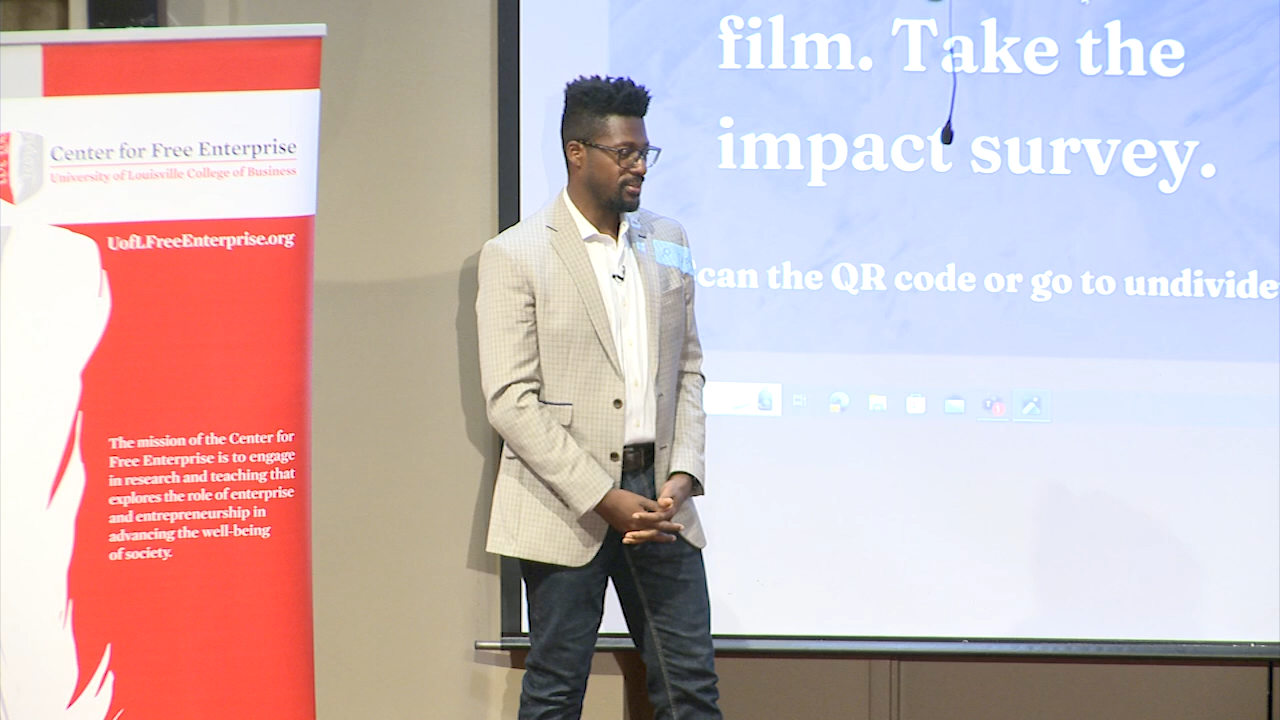 Center for Free Enterprise
University of Louisville College of Business
UofLFreeEnterprise.org
The mission of the Center for
Free Enterprise is to engage
in research and teaching that
explores the role of enterprise
and entrepreneurship in
advancing the well-being
of society.
film. Take the
impact survey.
can the QR code or go to undivide